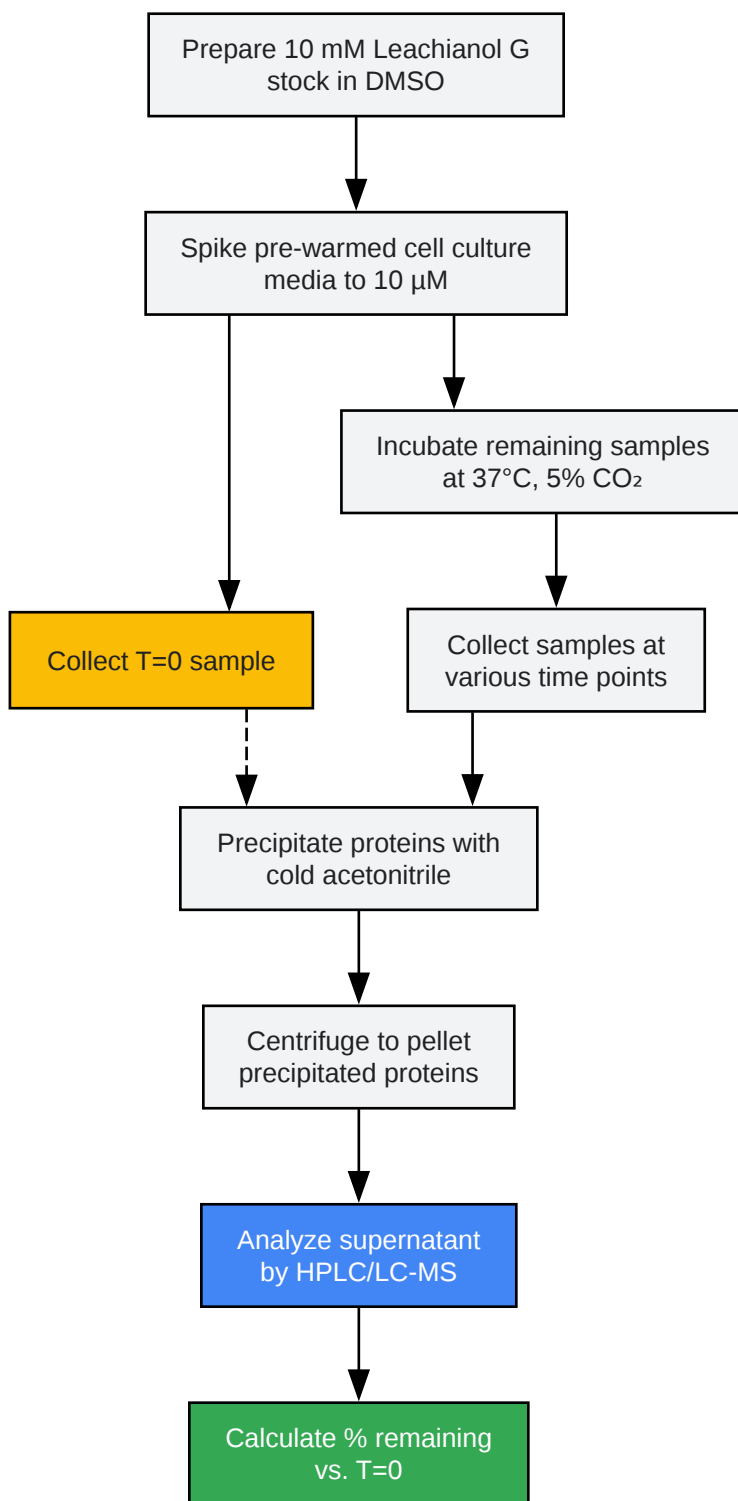 Prepare 10 mM Leachianol G
stock in DMSO
Spike pre-warmed cell culture
media to 10 µM
Incubate remaining samples
at 37°C, 5% CO₂
Collect T=0 sample
Collect samples at
various time points
Precipitate proteins with
cold acetonitrile
Centrifuge to pellet
precipitated proteins
Analyze supernatant
by HPLC/LC-MS
Calculate % remaining
vs. T=0